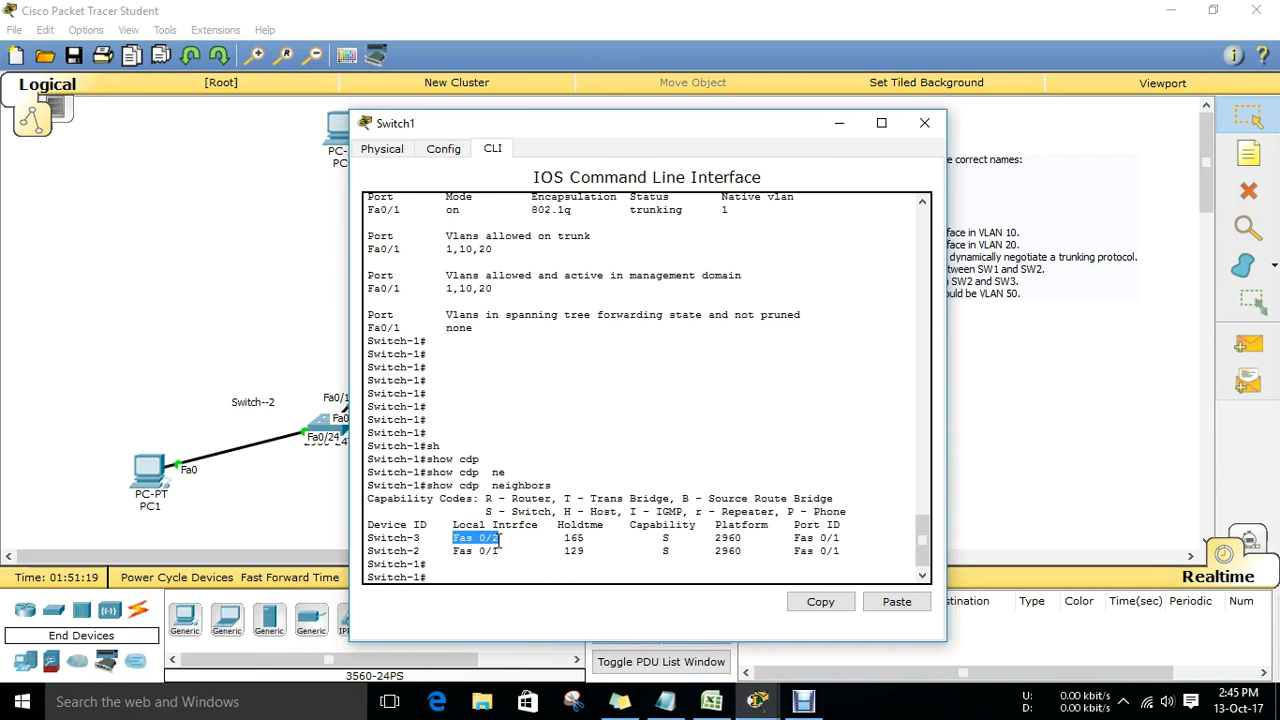 Cisco Packet Tracer Student
File Edit Options View Tools Extensions Help
Logical [Root] New Cluster Move Object Set Tiled Background Viewport
PC-
PC
Switch--2
Fa0/1
Fa0
Fa0/24
Fa0
PC-PT
PC1
e correct names:
face in VLAN 10.
face in VLAN 20.
dynamically negotiate a trunking protocol.
between SW1 and SW2.
SW2 and SW3.
ould be VLAN 50.
Switch1
Physical Config CLI
IOS Command Line Interface
Port Mode Encapsulation Status Native vlan
Fa0/1 on 802.1q trunking 1
Port Vlans allowed on trunk
Fa0/1 1,10,20
Port Vlans allowed and active in management domain
Fa0/1 1,10,20
Port Vlans in spanning tree forwarding state and not pruned
Fa0/1 none
Switch-1#
Switch-1#
Switch-1#
Switch-1#
Switch-1#
Switch-1#
Switch-1#
Switch-1#
Switch-1#sh
Switch-1#show cdp
Switch-1#show cdp ne
Switch-1#show cdp neighbors
Capability Codes: R - Router, T - Trans Bridge, B - Source Route Bridge
S - Switch, H - Host, I - IGMP, r - Repeater, P - Phone
Device ID Local Intrfce Holdtme Capability Platform Port ID
Switch-3 Fas 0/2 165 S 2960 Fas 0/1
Switch-2 Fas 0/1 129 S 2960 Fas 0/1
Switch-1#
Switch-1#
Copy Paste
Time: 01:51:19 Power Cycle Devices Fast Forward Time Realtime
End Devices
Generic Generic Generic Generic
3560-24PS
Toggle PDU List Window
stination Type Color Time(sec) Periodic Num
Search the web and Windows
U: 0.00 kbit/s
D: 0.00 kbit/s
2:45 PM
13-Oct-17